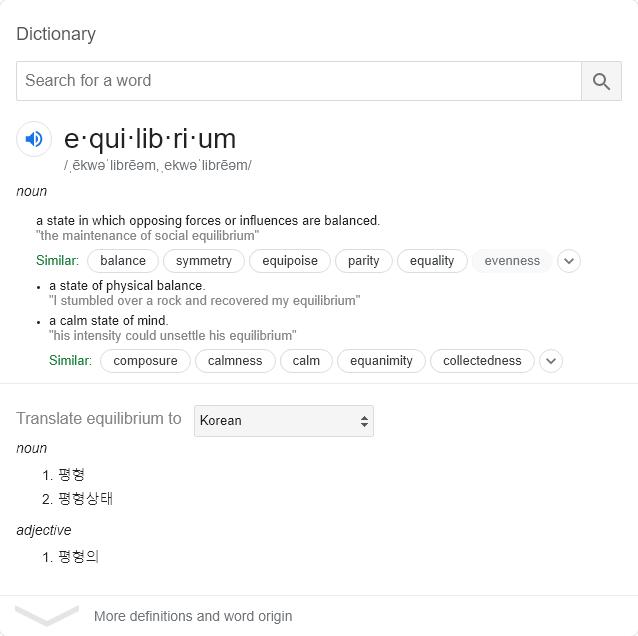 Dictionary
Search for a word
e·qui·lib·ri·um
/ˌēkwəˈlibrēəm,ˌekwəˈlibrēəm/
noun
a state in which opposing forces or influences are balanced.
"the maintenance of social equilibrium"
Similar: balance symmetry equipoise parity equality evenness
• a state of physical balance.
"I stumbled over a rock and recovered my equilibrium"
• a calm state of mind.
"his intensity could unsettle his equilibrium"
Similar: composure calmness calm equanimity collectedness
Translate equilibrium to Korean
noun
1. 평형
2. 평형상태
adjective
1. 평형의
More definitions and word origin